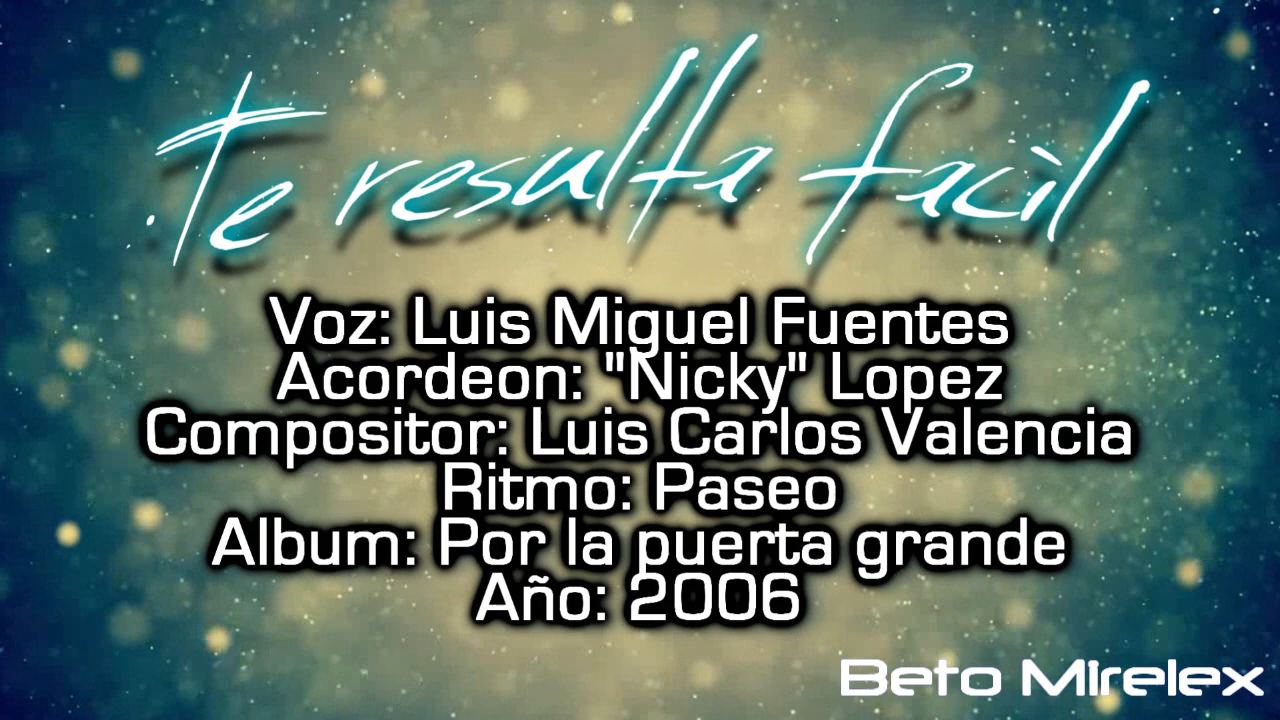 Te resulta facìl
Voz: Luis Miguel Fuentes
Acordeon: "Nicky" Lopez
Compositor: Luis Carlos Valencia
Ritmo: Paseo
Album: Por la puerta grande
Año: 2006
Beto Mirelex